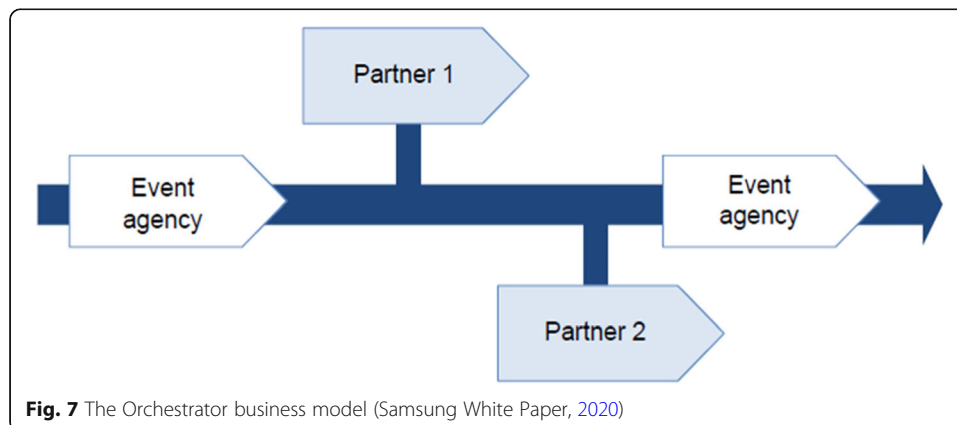 Partner 1
Event
agency
Event
agency
Partner 2
Fig. 7 The Orchestrator business model (Samsung White Paper, 2020)